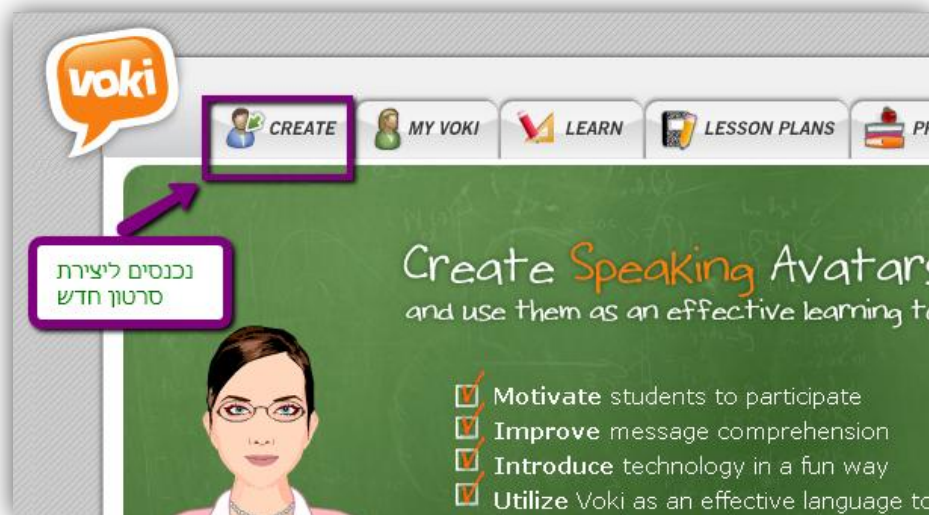 voki
CREATE
MY VOKI
LEARN
LESSON PLANS
נכנסים ליצירת
סרטון חדש
Create Speaking Avatars
and use them as an effective learning
Motivate students to participate
Improve message comprehension
Introduce technology in a fun way
Utilize Voki as an effective language